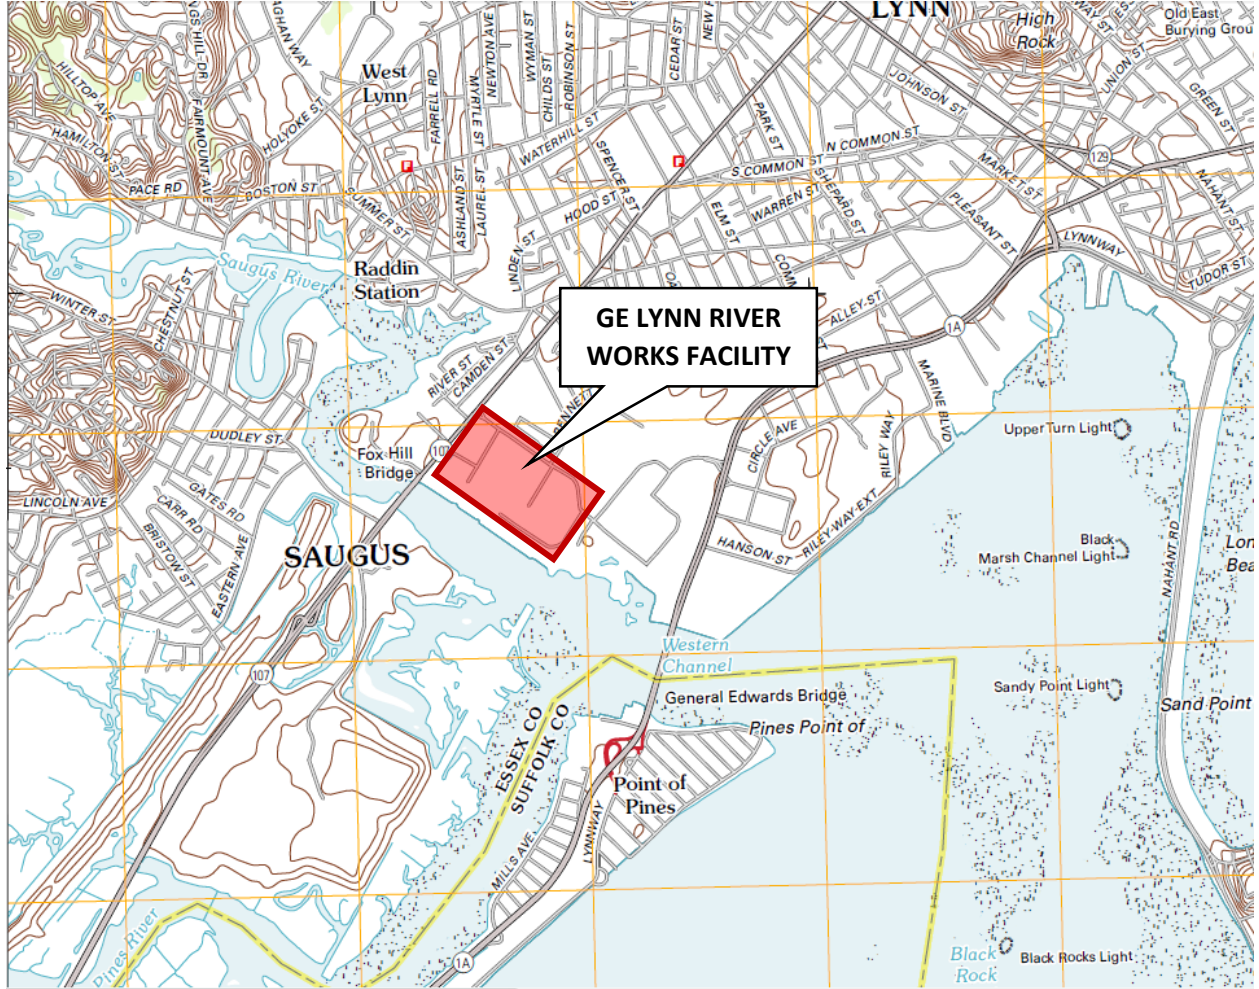 LYNN
High
Rock
Old East
Burying Grou
UNION ST
GREEN ST
JOHNSON ST
CEDAR ST
NEW
PARK ST
ROBINSON ST
CHILDS ST
WYMAN ST
NEWTON AVE
MYRTLE ST
FARRELL RD
West
Lynn
HILLTOP AVE
HAMILTON ST
FAIRMOUNT AVE
HOLYOKE ST
PACE RD
BOSTON ST
SUMMER ST
ASHLAND ST
LAUREL ST
WATERHILL ST
SPENCER ST
HOOD ST
LINDEN ST
S COMMON ST
N COMMON ST
129
MARKET ST
NAHANT ST
ELM ST
WARREN ST
SHEPARD ST
PLEASANT ST
LYNNWAY
TUDOR ST
Saugus River
Raddin
Station
WINTER ST
CHESTNUT ST
ALLEY ST
1A
GE LYNN RIVER
WORKS FACILITY
RIVER ST
CAMDEN ST
MARINE BLVD
CIRCLE AVE
RILEY WAY
Upper Turn Light
DUDLEY ST
Fox Hill
Bridge
107
LINCOLN AVE
GATES RD
CARR RD
BRISTOW ST
EASTERN AVE
SAUGUS
HANSON ST
RILEY WAY EXT
Black
Marsh Channel Light
NAHANT RD
Lon
Bea
Western
Channel
107
General Edwards Bridge
Sandy Point Light
Sand Point
Pines Point of
ESSEX CO
SUFFOLK CO
Point of
Pines
LYNNWAY
MILLS AVE
Pines River
1A
Black
Rock
Black Rocks Light